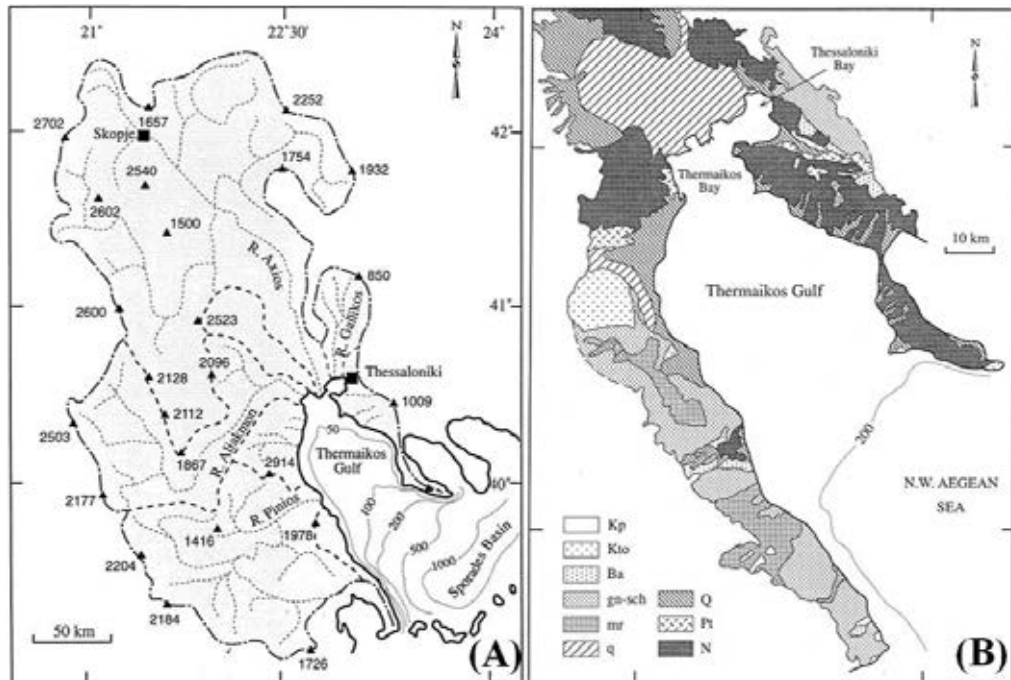 21°
22°30'
24°
N
S
2252
1657
2702
Skopje
42°
2540
1754
1932
2602
1500
R. Axios
850
R. Gallikos
2600
41°
2523
2096
Thessaloniki
2128
1009
2112
R. Aliakmon
2503
50
1867
2914
Thermaikos
Gulf
40°
2177
R. Pinios
100
200
1416
1978
500
1000
Sporades Basin
2204
2184
50 km
1726
(A)
Thessaloniki
Bay
N
S
Thermaikos
Bay
10 km
Thermaikos Gulf
200
N.W. AEGEAN
SEA
Kp
Kto
Ba
gn-sch
mr
q
Q
Pt
N
(B)